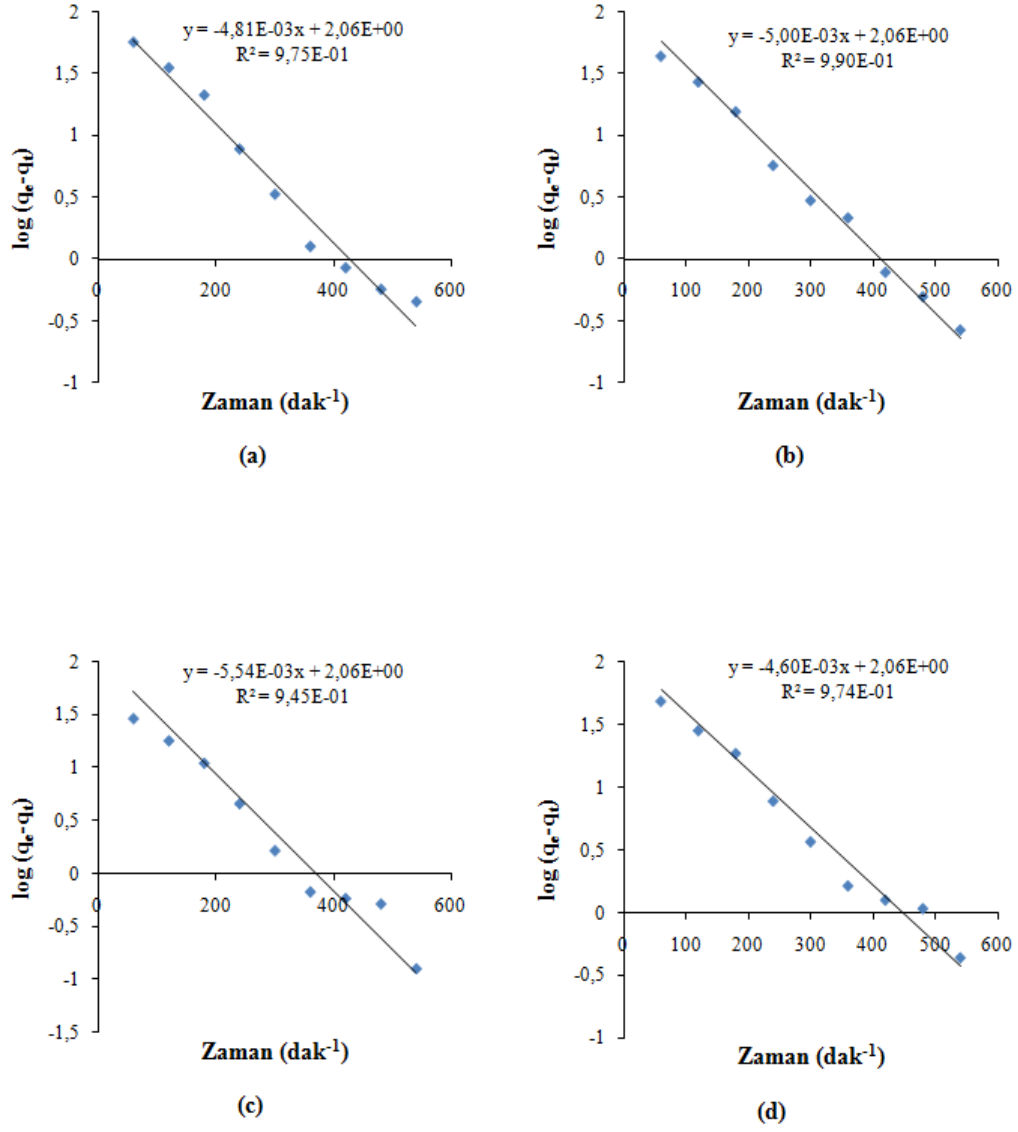 y = -4,81E-03x + 2,06E+00
R² = 9,75E-01
2
1,5
1
0,5
0
-0,5
-1
0
200
400
600
log (qₑ-qₜ)
Zaman (dak⁻¹)
(a)
y = -5,00E-03x + 2,06E+00
R² = 9,90E-01
2
1,5
1
0,5
0
-0,5
-1
0
100
200
300
400
500
600
log (qₑ-qₜ)
Zaman (dak⁻¹)
(b)
y = -5,54E-03x + 2,06E+00
R² = 9,45E-01
2
1,5
1
0,5
0
-0,5
-1
-1,5
0
200
400
600
log (qₑ-qₜ)
Zaman (dak⁻¹)
(c)
y = -4,60E-03x + 2,06E+00
R² = 9,74E-01
2
1,5
1
0,5
0
-0,5
-1
0
100
200
300
400
500
600
log (qₑ-qₜ)
Zaman (dak⁻¹)
(d)